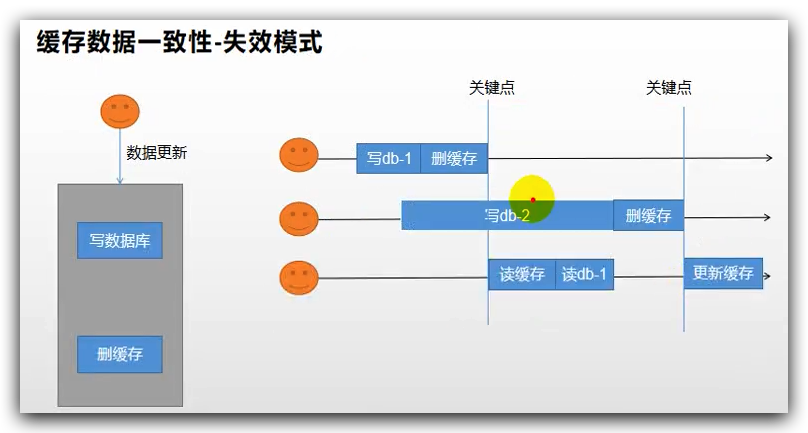 缓存数据一致性-失效模式
关键点
关键点
数据更新
写db-1
删缓存
写数据库
写db-2
删缓存
读缓存
读db-1
更新缓存
删缓存